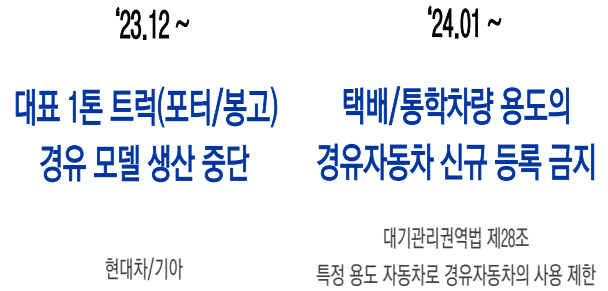 ‘23.12 ~
대표 1톤 트럭(포터/봉고)
경유 모델 생산 중단
현대차/기아
‘24.01 ~
택배/통학차량 용도의
경유자동차 신규 등록 금지
대기관리권역법 제28조
특정 용도 자동차로 경유자동차의 사용 제한